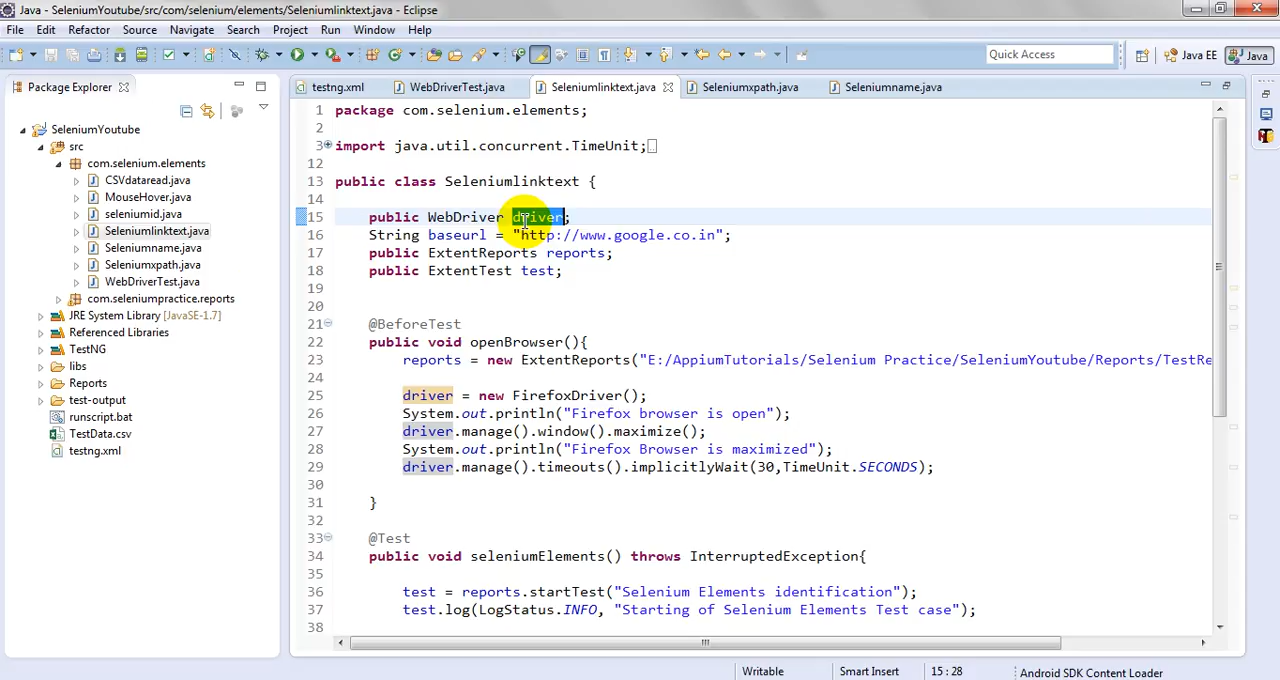 Java - SeleniumYoutube/src/com/selenium/elements/Seleniumlinktext.java - Eclipse
File Edit Refactor Source Navigate Search Project Run Window Help
Quick Access Java EE Java
Package Explorer
SeleniumYoutube
src
com.selenium.elements
CSVdataread.java
MouseHover.java
seleniumid.java
Seleniumlinktext.java
Seleniumname.java
Seleniumxpath.java
WebDriverTest.java
com.seleniumpractice.reports
JRE System Library [JavaSE-1.7]
Referenced Libraries
TestNG
libs
Reports
test-output
runscript.bat
TestData.csv
testng.xml
testng.xml WebDriverTest.java Seleniumlinktext.java Seleniumxpath.java Seleniumname.java
1 package com.selenium.elements;
2
3 import java.util.concurrent.TimeUnit;
12
13 public class Seleniumlinktext {
14
15 public WebDriver driver;
16 String baseurl = "http://www.google.co.in";
17 public ExtentReports reports;
18 public ExtentTest test;
19
20
21 @BeforeTest
22 public void openBrowser(){
23 reports = new ExtentReports("E:/AppiumTutorials/Selenium Practice/SeleniumYoutube/Reports/TestRe
24
25 driver = new FirefoxDriver();
26 System.out.println("Firefox browser is open");
27 driver.manage().window().maximize();
28 System.out.println("Firefox Browser is maximized");
29 driver.manage().timeouts().implicitlyWait(30,TimeUnit.SECONDS);
30
31 }
32
33 @Test
34 public void seleniumElements() throws InterruptedException{
35
36 test = reports.startTest("Selenium Elements identification");
37 test.log(LogStatus.INFO, "Starting of Selenium Elements Test case");
38
Writable Smart Insert 15 : 28 Android SDK Content Loader